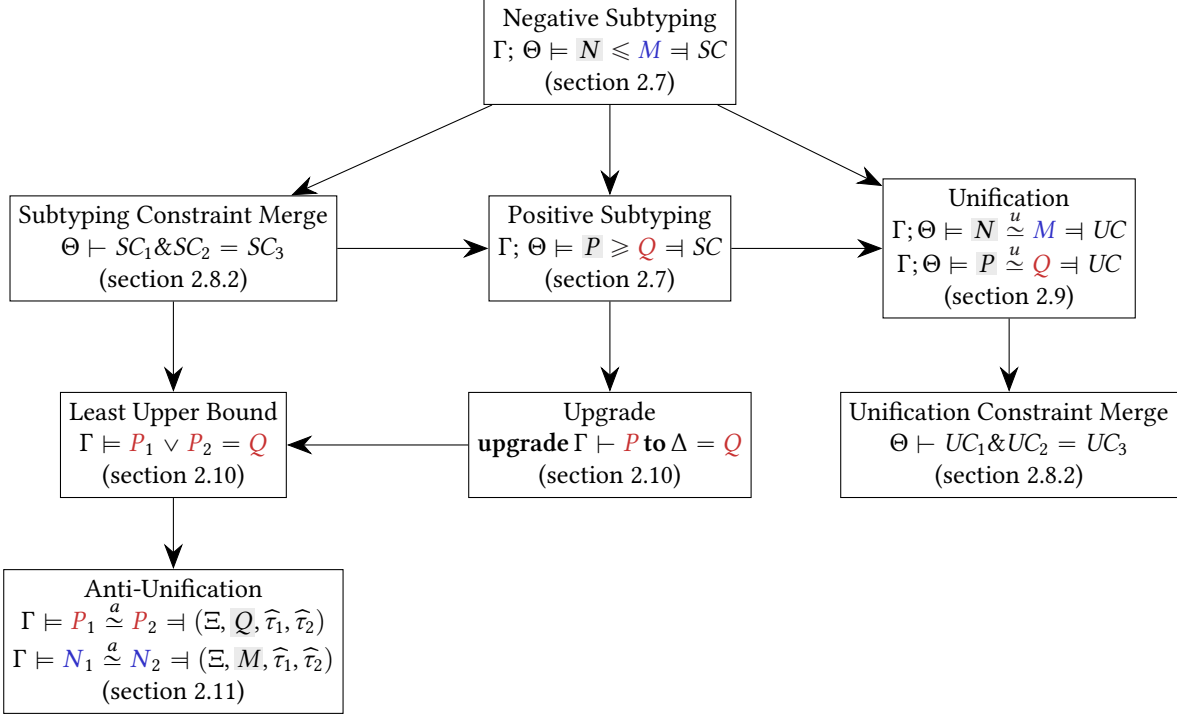 Negative Subtyping
Γ; Θ ⊨ N ⩽ M ⫤ SC
(section 2.7)
Subtyping Constraint Merge
Θ ⊢ SC₁&SC₂ = SC₃
(section 2.8.2)
Positive Subtyping
Γ; Θ ⊨ P ⩾ Q ⫤ SC
(section 2.7)
Unification
Γ;Θ ⊨ N ≃ᵘ M ⫤ UC
Γ;Θ ⊨ P ≃ᵘ Q ⫤ UC
(section 2.9)
Least Upper Bound
Γ ⊨ P₁ ∨ P₂ = Q
(section 2.10)
Upgrade
upgrade Γ ⊢ P to Δ = Q
(section 2.10)
Unification Constraint Merge
Θ ⊢ UC₁&UC₂ = UC₃
(section 2.8.2)
Anti-Unification
Γ ⊨ P₁ ≃ᵃ P₂ ⫤ (Ξ, Q, τ̂₁, τ̂₂)
Γ ⊨ N₁ ≃ᵃ N₂ ⫤ (Ξ, M, τ̂₁, τ̂₂)
(section 2.11)